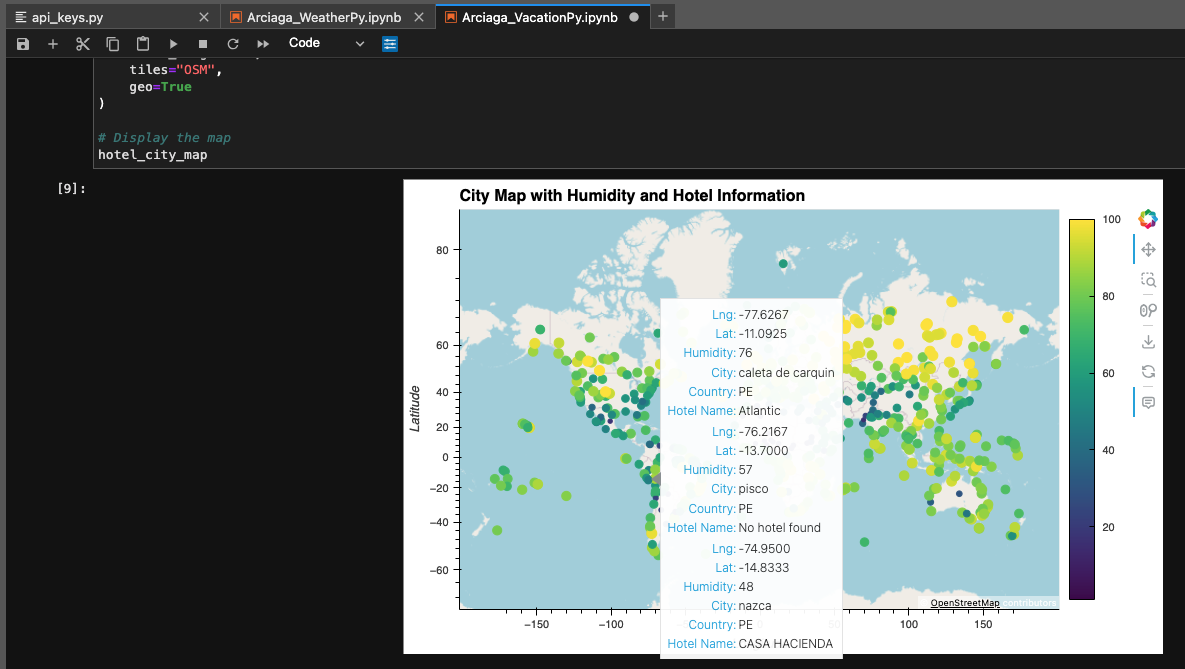 api_keys.py Arciaga_WeatherPy.ipynb Arciaga_VacationPy.ipynb
Code
tiles="OSM",
geo=True
)
# Display the map
hotel_city_map
[9]:
City Map with Humidity and Hotel Information
Latitude
80
60
40
20
0
−20
−40
−60
Lng: -77.6267
Lat: -11.0925
Humidity: 76
City: caleta de carquin
Country: PE
Hotel Name: Atlantic
Lng: -76.2167
Lat: -13.7000
Humidity: 57
City: pisco
Country: PE
Hotel Name: No hotel found
Lng: -74.9500
Lat: -14.8333
Humidity: 48
City: nazca
Country: PE
Hotel Name: CASA HACIENDA
OpenStreetMap contributors
−150 −100 50 100 150
100
80
60
40
20